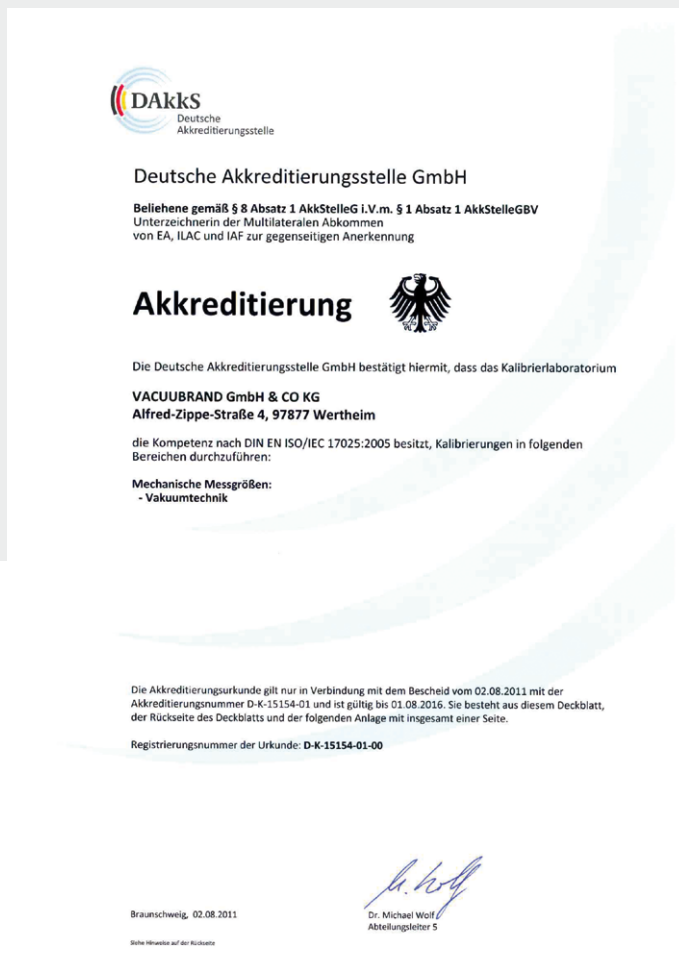 DAkkS
Deutsche
Akkreditierungsstelle
Deutsche Akkreditierungsstelle GmbH
Beliehene gemäß § 8 Absatz 1 AkkStelleG i.V.m. § 1 Absatz 1 AkkStelleGBV
Unterzeichnerin der Multilateralen Abkommen
von EA, ILAC und IAF zur gegenseitigen Anerkennung
Akkreditierung
Die Deutsche Akkreditierungsstelle GmbH bestätigt hiermit, dass das Kalibrierlaboratorium
VACUUBRAND GmbH & CO KG
Alfred-Zippe-Straße 4, 97877 Wertheim
die Kompetenz nach DIN EN ISO/IEC 17025:2005 besitzt, Kalibrierungen in folgenden
Bereichen durchzuführen:
Mechanische Messgrößen:
- Vakuumtechnik
Die Akkreditierungsurkunde gilt nur in Verbindung mit dem Bescheid vom 02.08.2011 mit der
Akkreditierungsnummer D-K-15154-01 und ist gültig bis 01.08.2016. Sie besteht aus diesem Deckblatt,
der Rückseite des Deckblatts und der folgenden Anlage mit insgesamt einer Seite.
Registrierungsnummer der Urkunde: D-K-15154-01-00
M. Wolf
Braunschweig, 02.08.2011
Dr. Michael Wolf
Abteilungsleiter 5
Siehe Hinweise auf der Rückseite